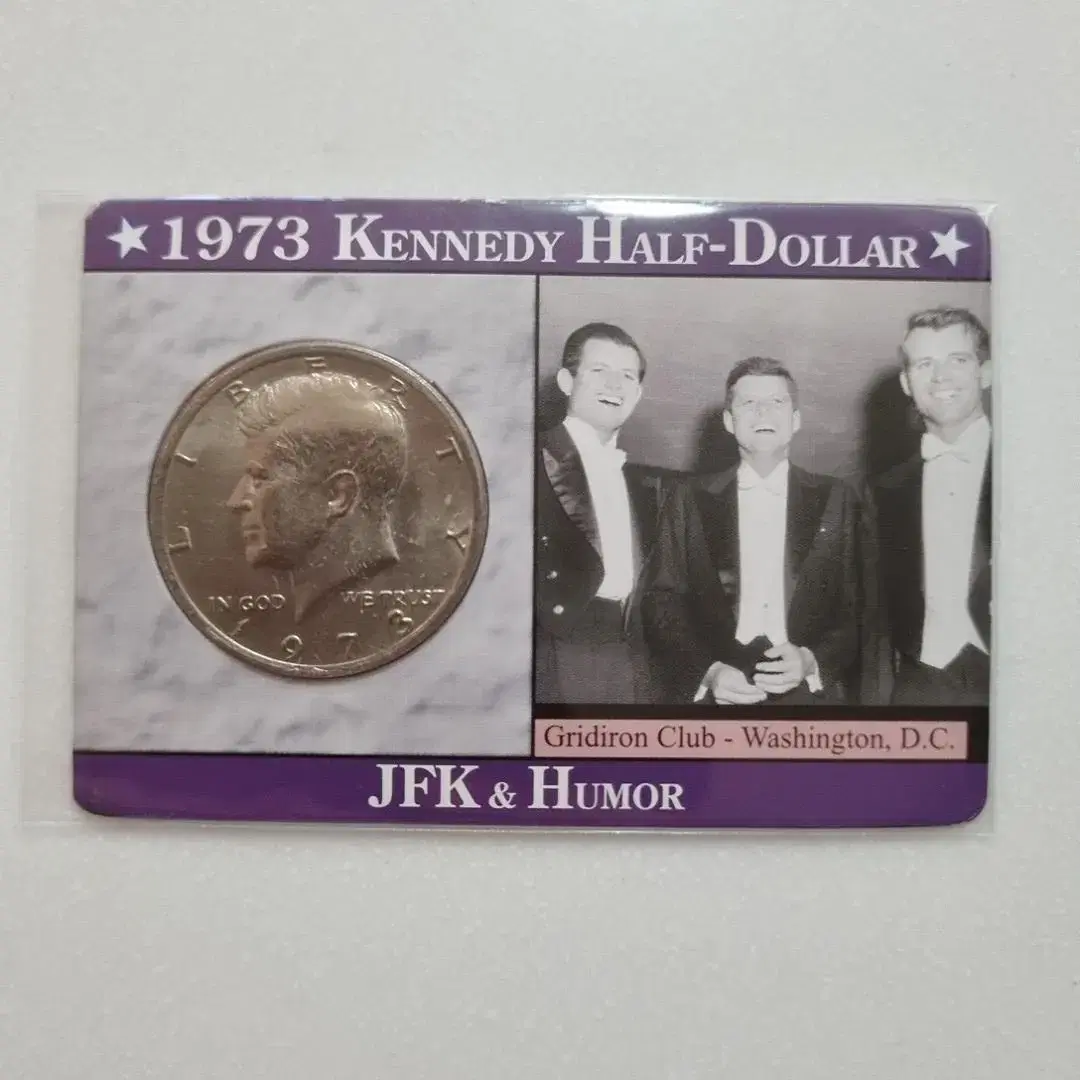 ★1973 KENNEDY HALF-DOLLAR★
LIBERTY
IN GOD WE TRUST
1973
Gridiron Club - Washington, D.C.
JFK & HUMOR